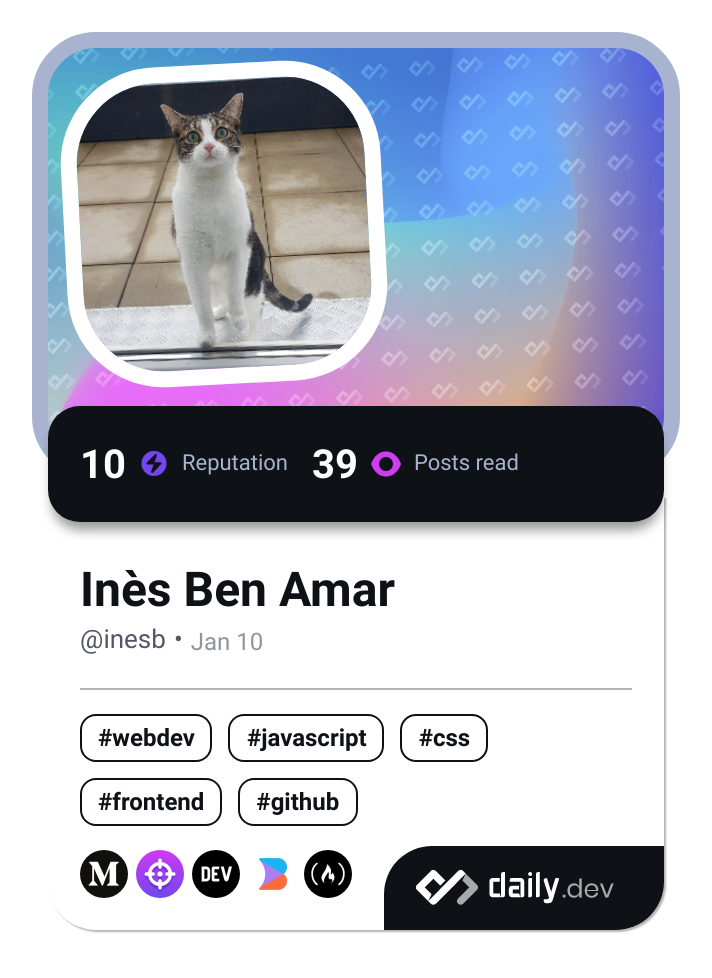 10 Reputation 39 Posts read
Inès Ben Amar
@inesb • Jan 10
#webdev #javascript #css
#frontend #github
M DEV daily.dev